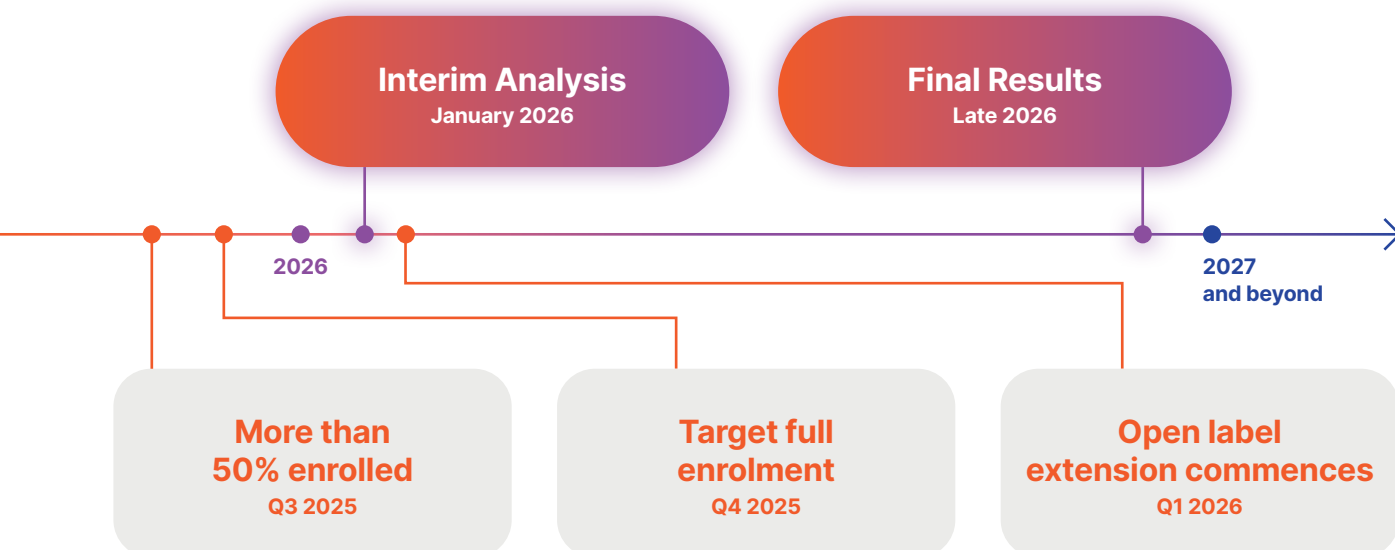 Interim Analysis
January 2026
Final Results
Late 2026
2026
2027
and beyond
More than
50% enrolled
Q3 2025
Target full
enrolment
Q4 2025
Open label
extension commences
Q1 2026